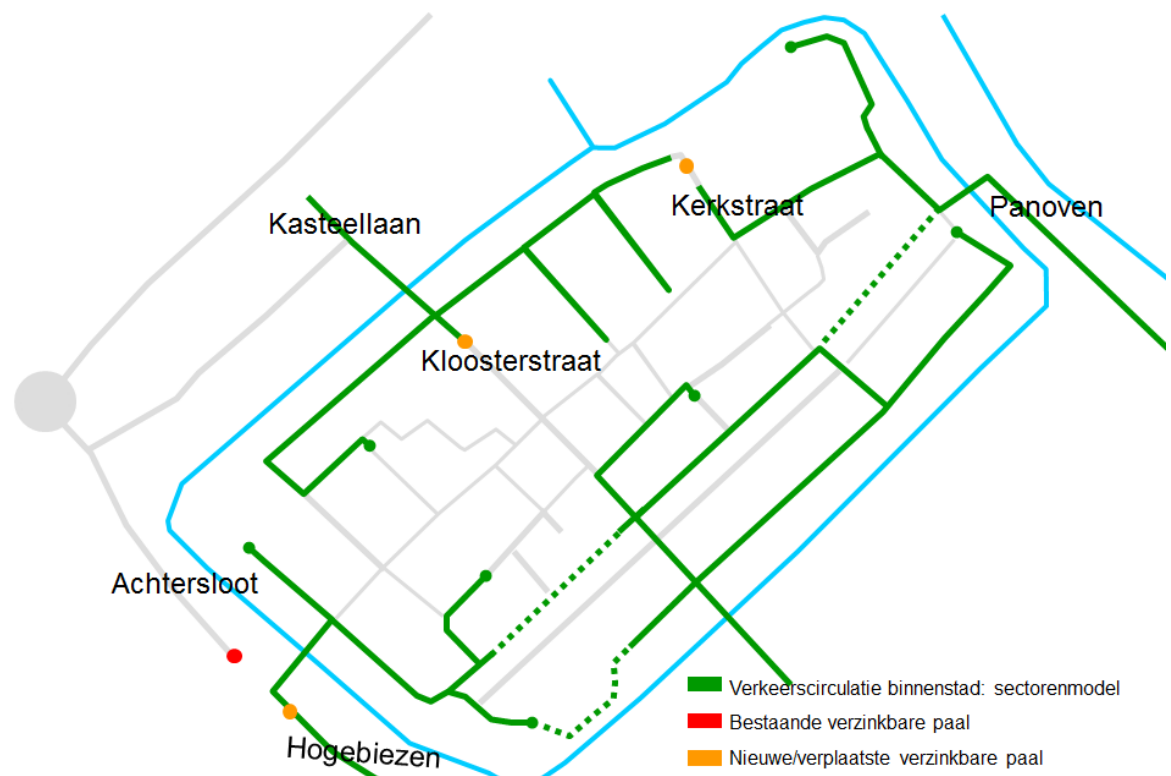 Kasteellaan
Kerkstraat
Panoven
Kloosterstraat
Achtersloot
Hogebiezen
Verkeerscirculatie binnenstad: sectorenmodel
Bestaande verzinkbare paal
Nieuwe/verplaatste verzinkbare paal